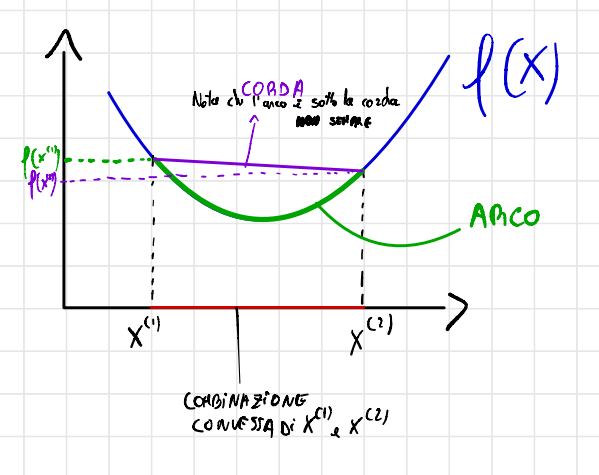 f(x)
CORDA
Nota che l'arco è sotto la corda
NON SEMPRE
f(x⁽¹⁾)
f(x⁽²⁾)
ARCO
X⁽¹⁾
X⁽²⁾
COMBINAZIONE
CONVESSA DI X⁽¹⁾ e X⁽²⁾